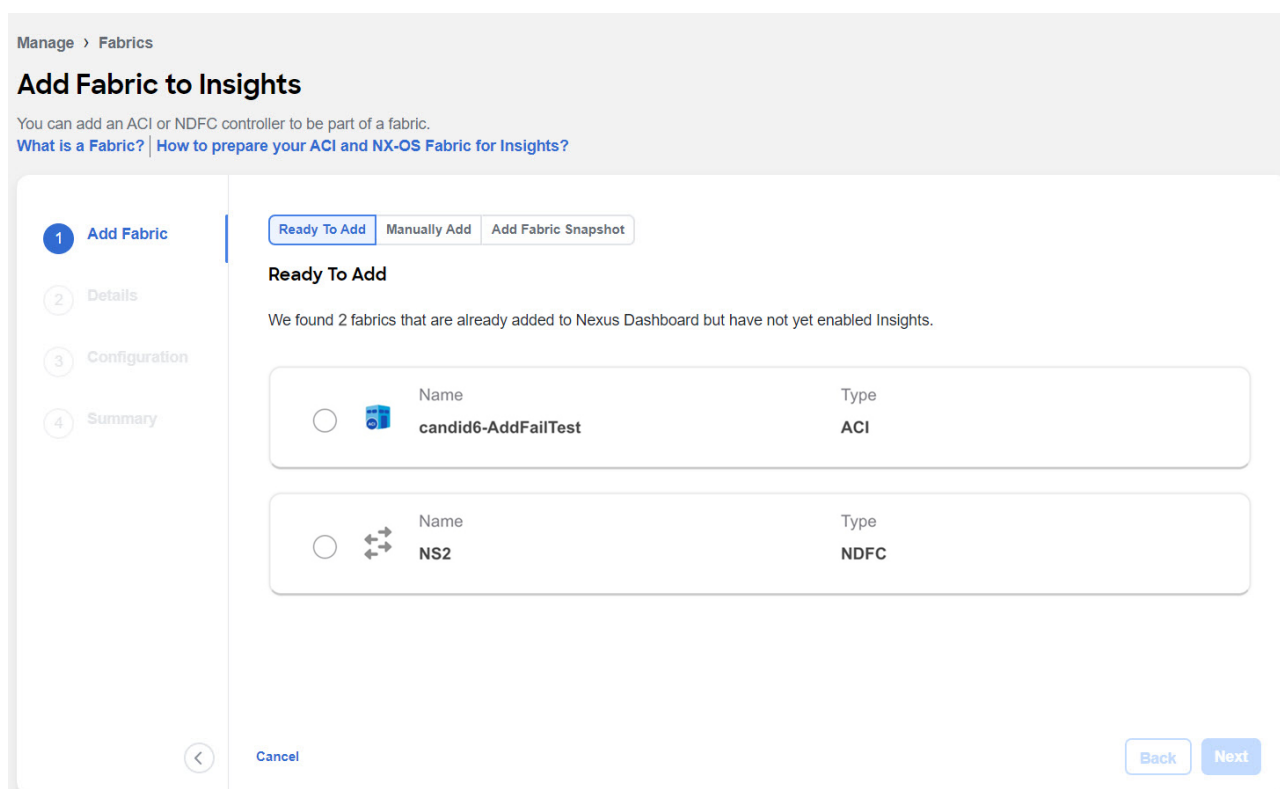 Manage > Fabrics
Add Fabric to Insights
You can add an ACI or NDFC controller to be part of a fabric.
What is a Fabric? | How to prepare your ACI and NX-OS Fabric for Insights?
1 Add Fabric
2 Details
3 Configuration
4 Summary
Ready To Add Manually Add Add Fabric Snapshot
Ready To Add
We found 2 fabrics that are already added to Nexus Dashboard but have not yet enabled Insights.
Name Type
ACI candid6-AddFailTest ACI
Name Type
NS2 NDFC
Cancel Back Next